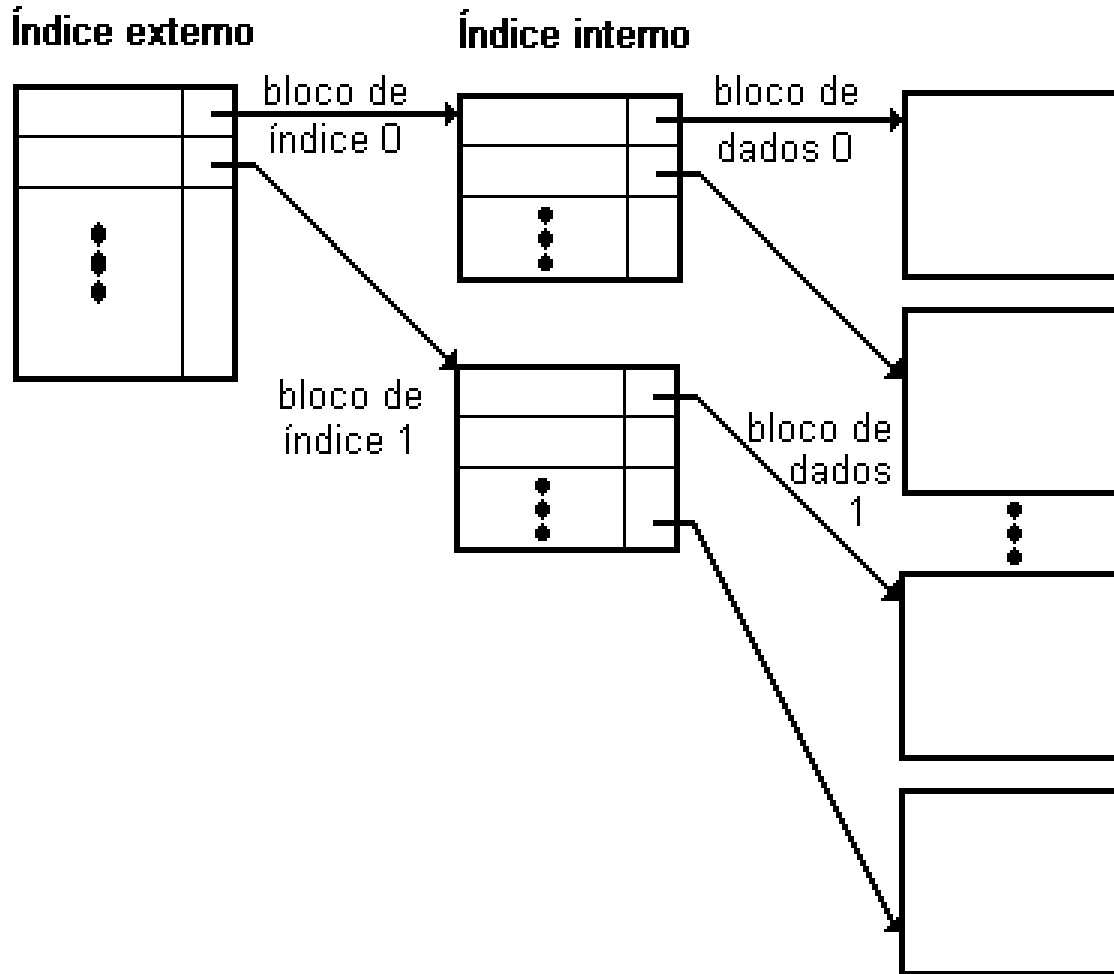 Índice externo
Índice interno
bloco de
índice 0
bloco de
dados 0
bloco de
índice 1
bloco de
dados
1